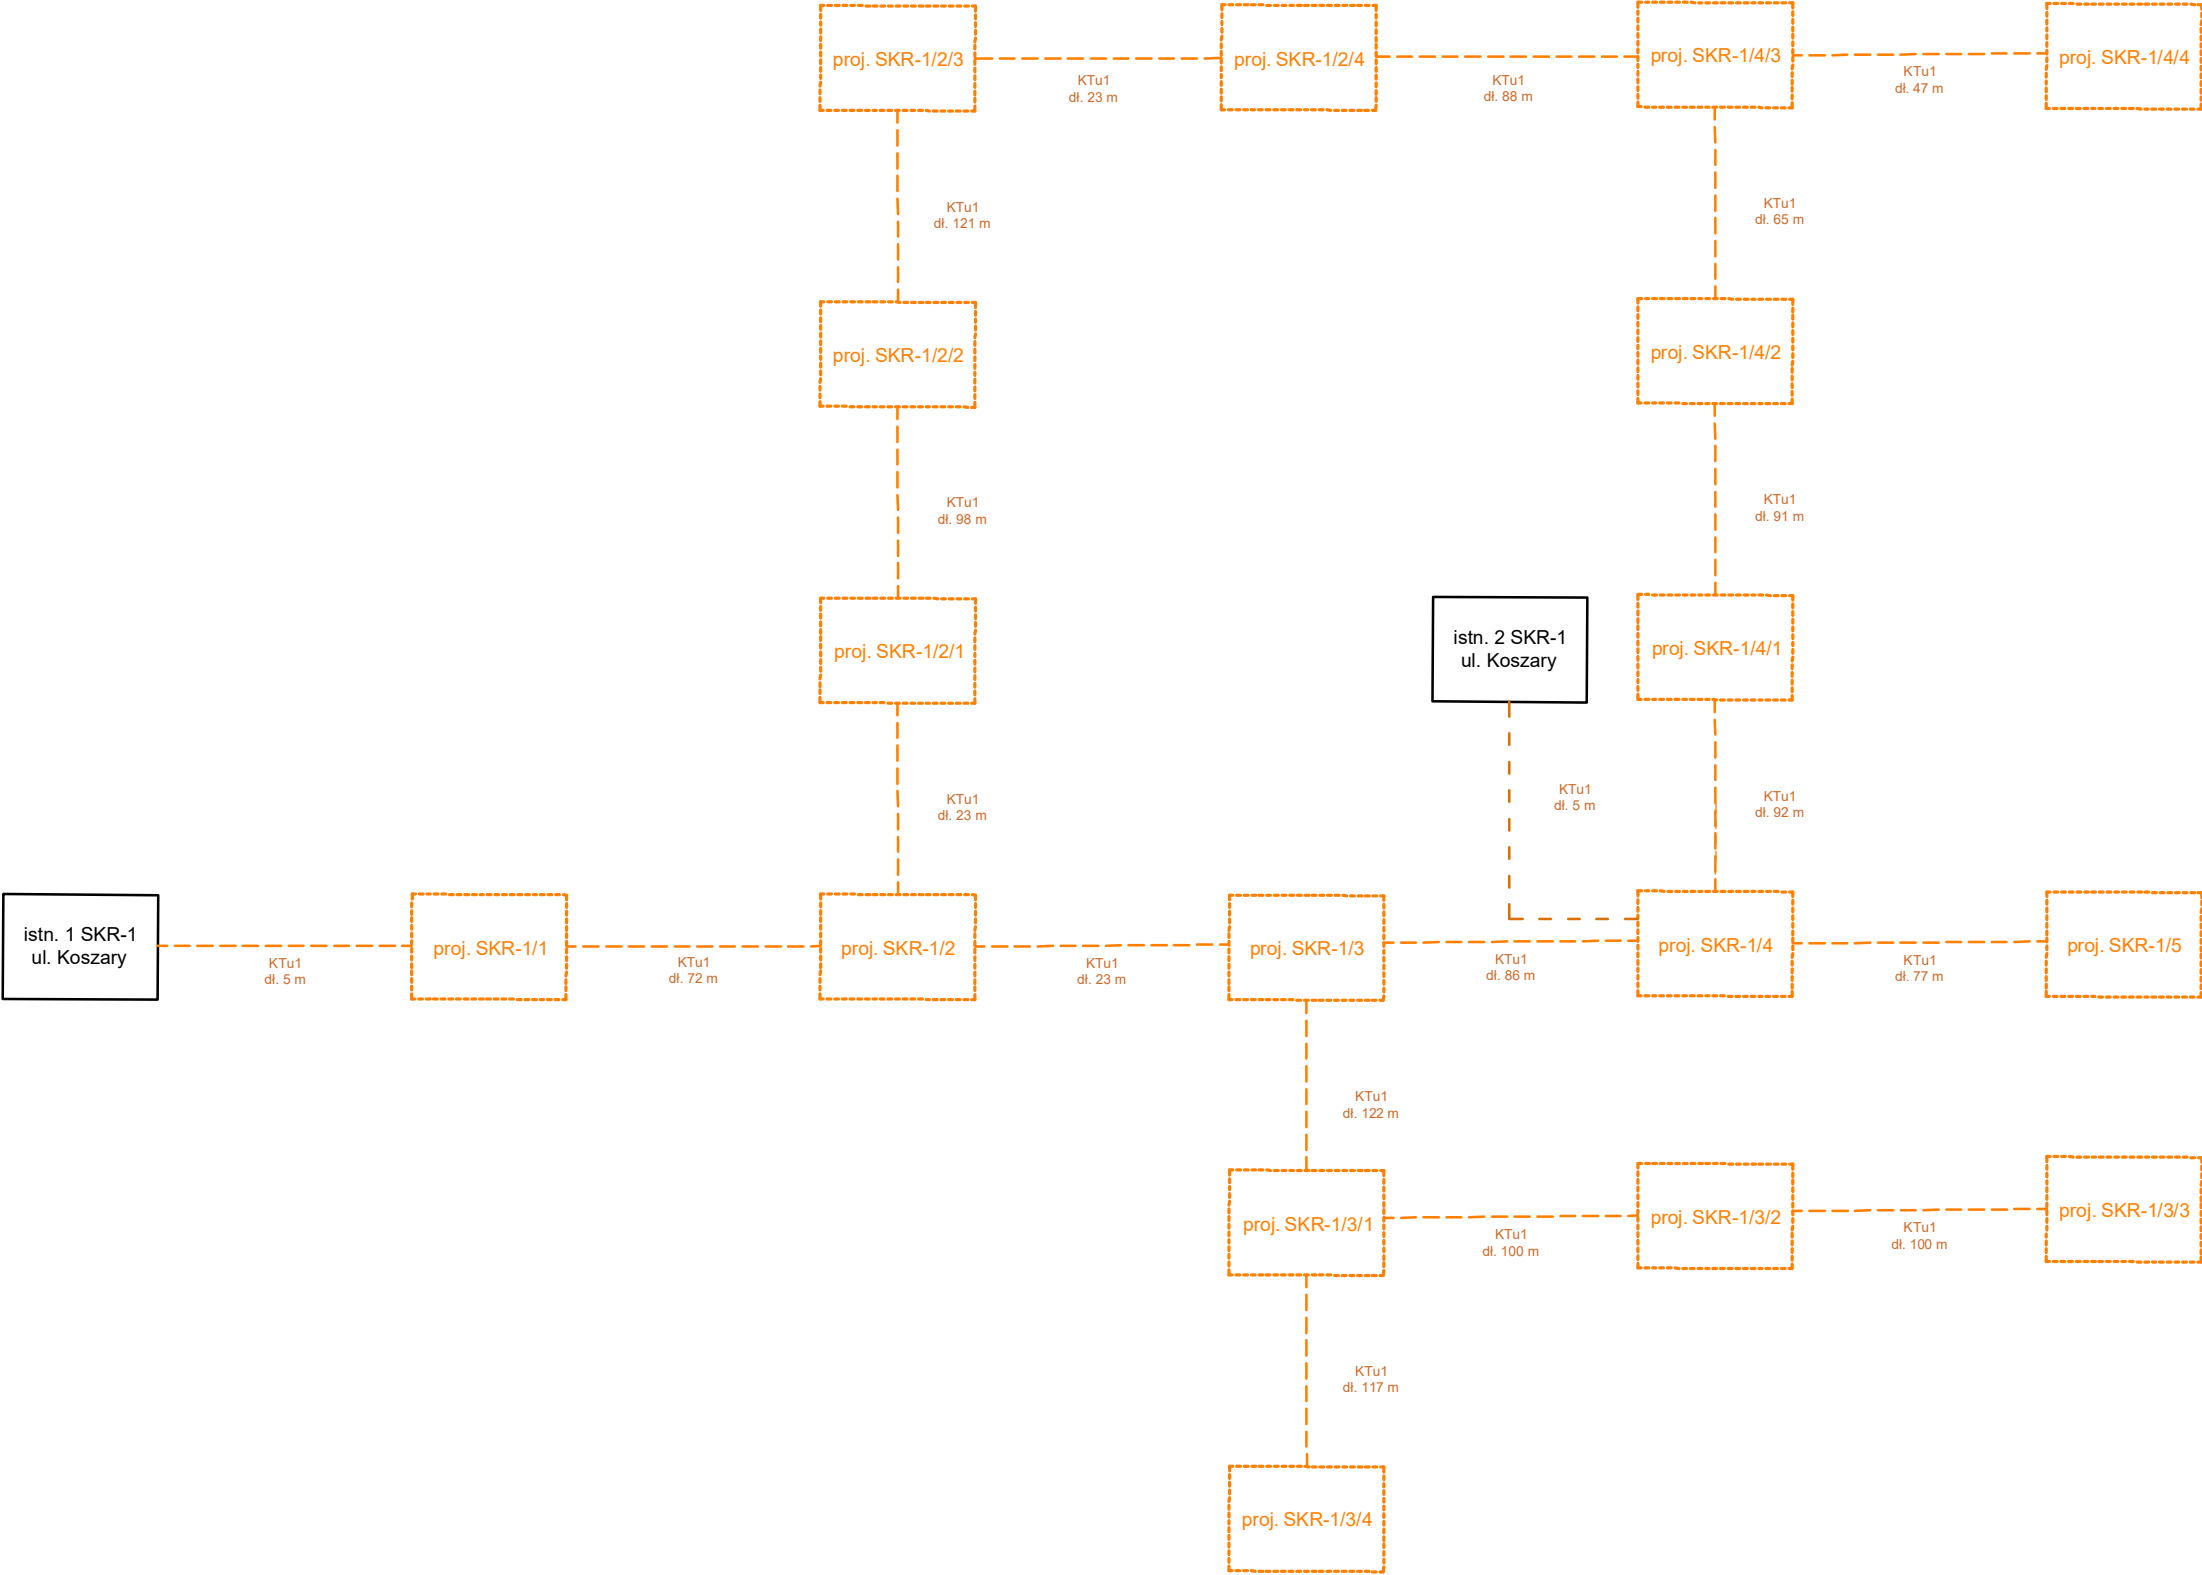 proj. SKR-1/2/3
KTu1
dł. 23 m
proj. SKR-1/2/4
KTu1
dł. 88 m
proj. SKR-1/4/3
KTu1
dł. 47 m
proj. SKR-1/4/4
KTu1
dł. 121 m
KTu1
dł. 65 m
proj. SKR-1/2/2
proj. SKR-1/4/2
KTu1
dł. 98 m
KTu1
dł. 91 m
proj. SKR-1/2/1
istn. 2 SKR-1
ul. Koszary
proj. SKR-1/4/1
KTu1
dł. 23 m
KTu1
dł. 5 m
KTu1
dł. 92 m
istn. 1 SKR-1
ul. Koszary
KTu1
dł. 5 m
proj. SKR-1/1
KTu1
dł. 72 m
proj. SKR-1/2
KTu1
dł. 23 m
proj. SKR-1/3
KTu1
dł. 86 m
proj. SKR-1/4
KTu1
dł. 77 m
proj. SKR-1/5
KTu1
dł. 122 m
proj. SKR-1/3/1
KTu1
dł. 100 m
proj. SKR-1/3/2
KTu1
dł. 100 m
proj. SKR-1/3/3
KTu1
dł. 117 m
proj. SKR-1/3/4